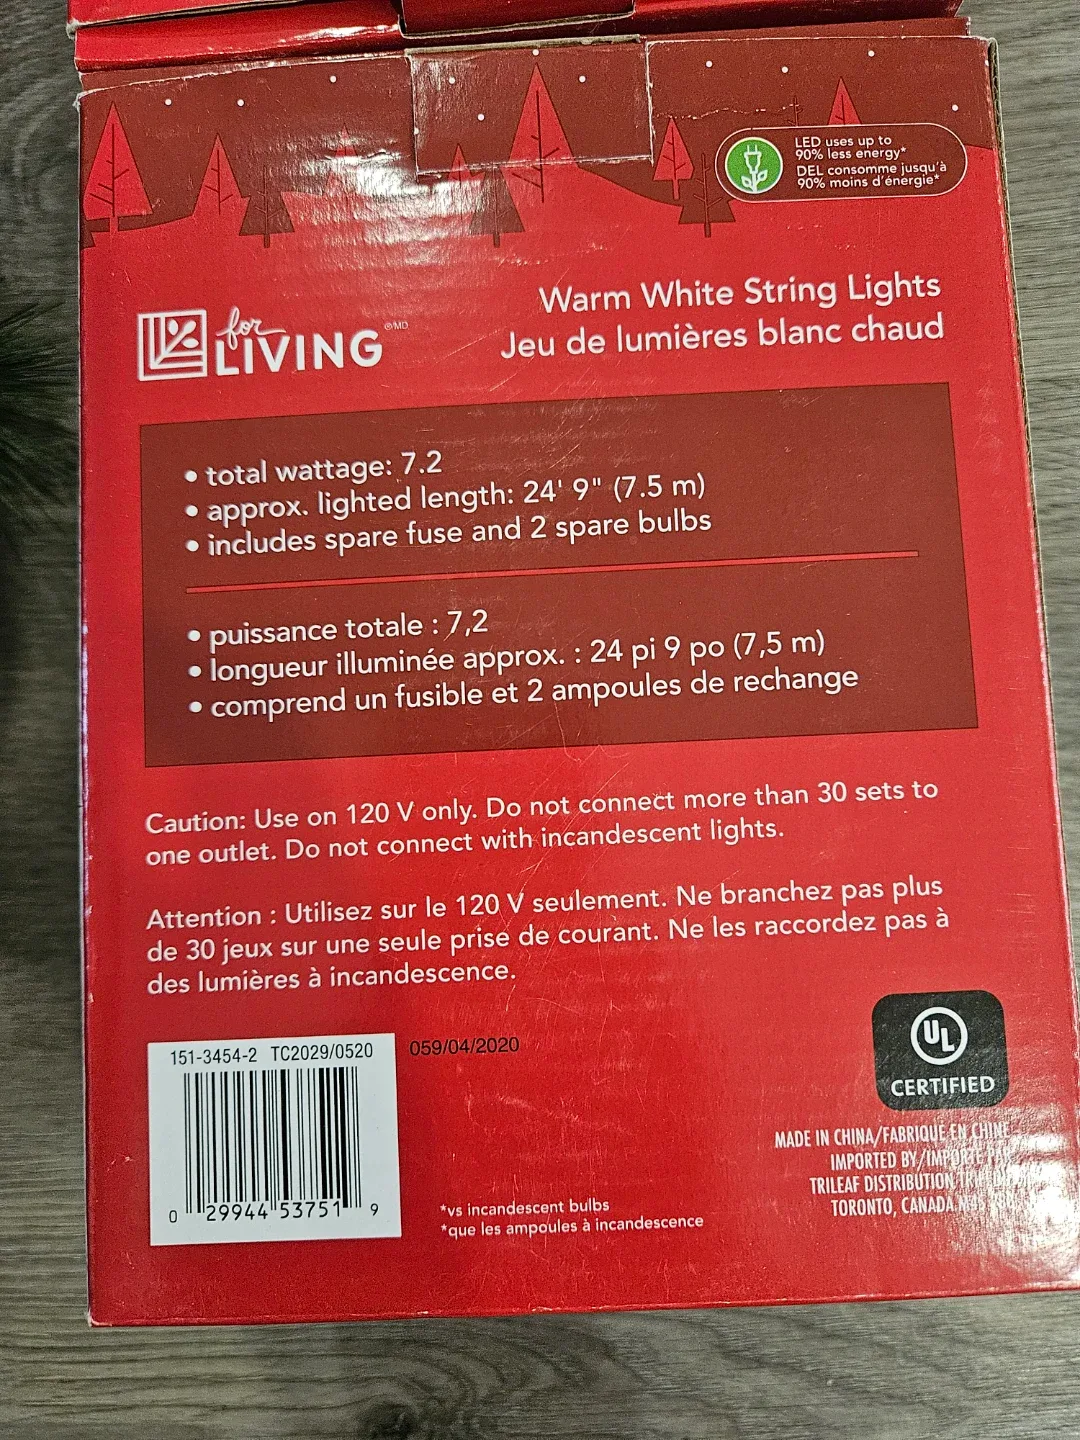 LED uses up to
90% less energy*
DEL consomme jusqu'à
90% moins d'énergie*
Warm White String Lights
Jeu de lumières blanc chaud
for
LIVING ®MD
• total wattage: 7.2
• approx. lighted length: 24' 9" (7.5 m)
• includes spare fuse and 2 spare bulbs
• puissance totale : 7,2
• longueur illuminée approx. : 24 pi 9 po (7,5 m)
• comprend un fusible et 2 ampoules de rechange
Caution: Use on 120 V only. Do not connect more than 30 sets to
one outlet. Do not connect with incandescent lights.
Attention : Utilisez sur le 120 V seulement. Ne branchez pas plus
de 30 jeux sur une seule prise de courant. Ne les raccordez pas à
des lumières à incandescence.
151-3454-2 TC2029/0520
059/04/2020
0 29944 53751 9
*vs incandescent bulbs
*que les ampoules à incandescence
UL
CERTIFIED
MADE IN CHINA/FABRIQUÉ EN CHINE
IMPORTED BY/IMPORTÉ PAR
TRILEAF DISTRIBUTION
TORONTO, CANADA